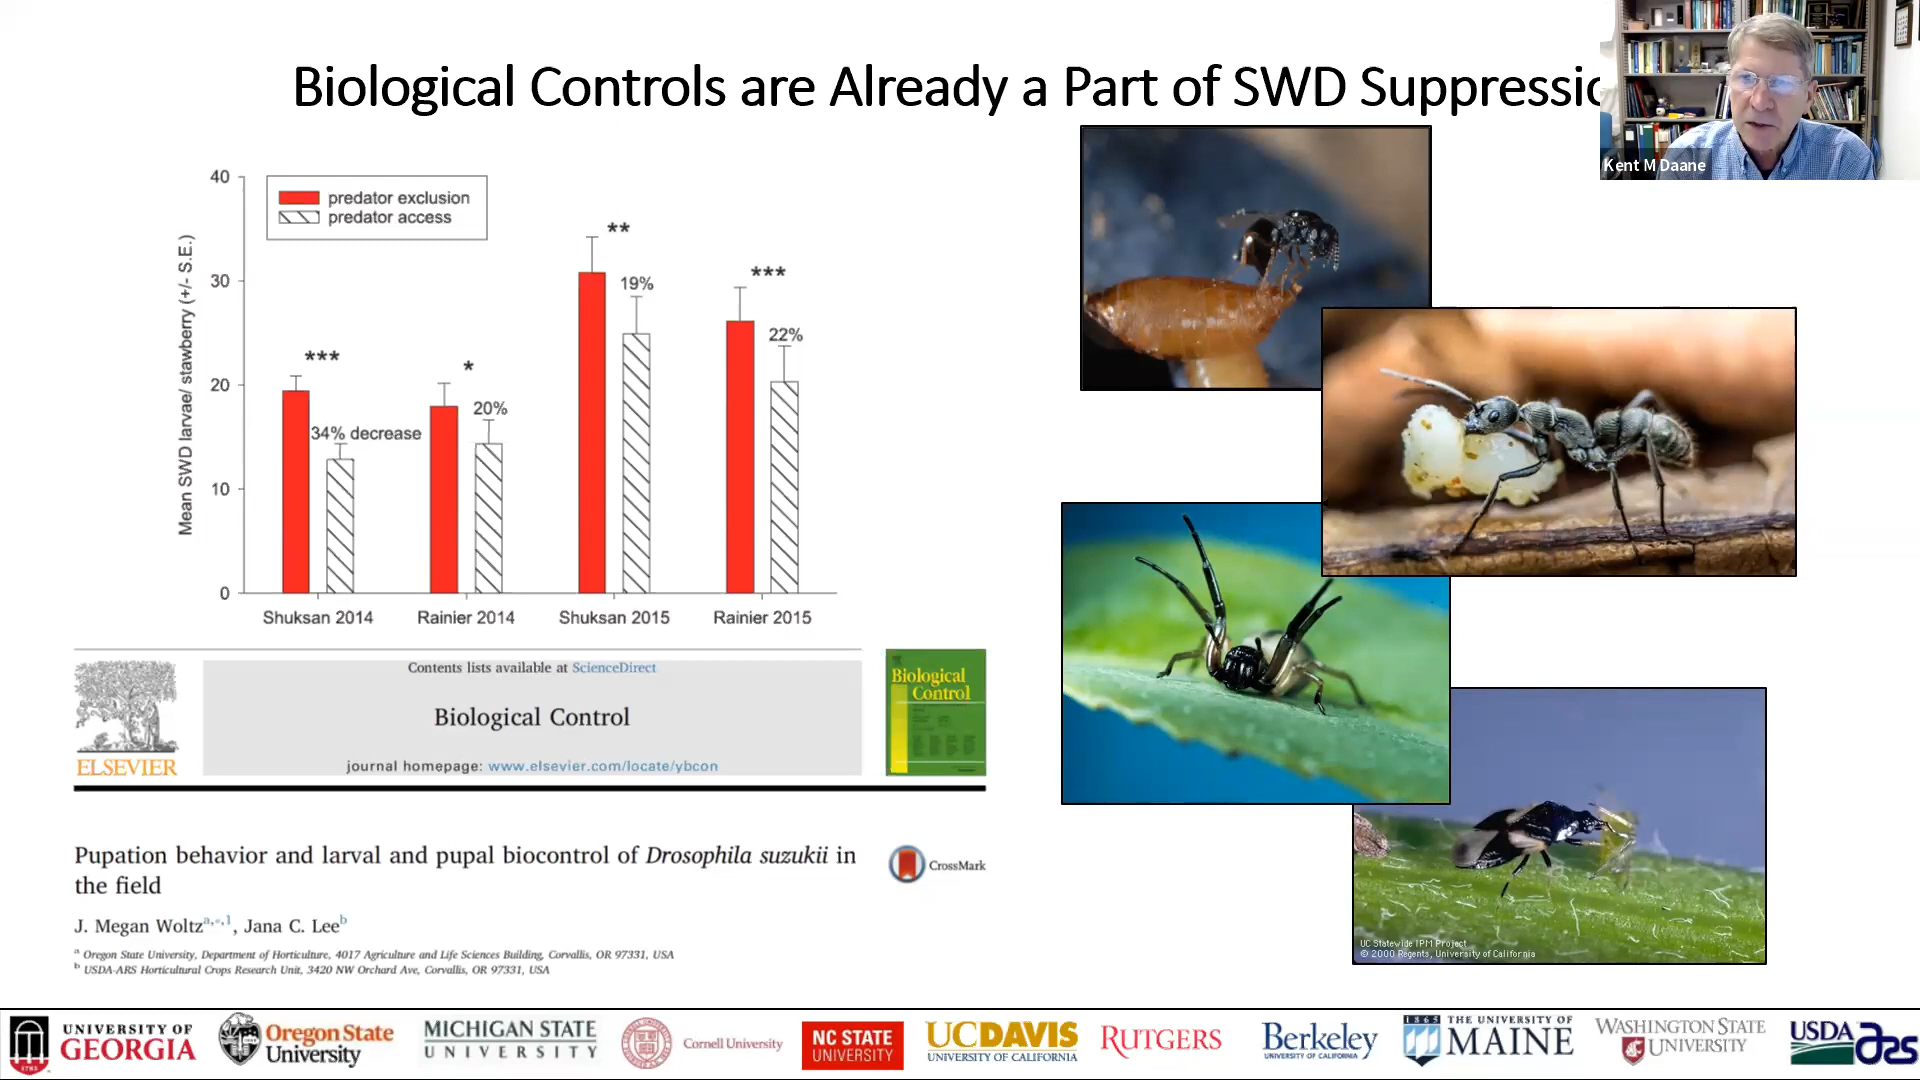 Biological Controls are Already a Part of SWD Suppressio
Kent M Daane
40
30
20
10
0
Mean SWD larvae/ stawberry (+/- S.E.)
predator exclusion
predator access
***
34% decrease
*
20%
**
19%
***
22%
Shuksan 2014
Rainier 2014
Shuksan 2015
Rainier 2015
ELSEVIER
Contents lists available at ScienceDirect
Biological Control
journal homepage: www.elsevier.com/locate/ybcon
Biological
Control
Pupation behavior and larval and pupal biocontrol of Drosophila suzukii in
the field
CrossMark
J. Megan Woltz a,*,1, Jana C. Lee b
a Oregon State University, Department of Horticulture, 4017 Agriculture and Life Sciences Building, Corvallis, OR 97331, USA
b USDA-ARS Horticultural Crops Research Unit, 3420 NW Orchard Ave, Corvallis, OR 97331, USA
UC Statewide IPM Project
© 2000 Regents, University of California
1785
UNIVERSITY OF
GEORGIA
Oregon State
University
MICHIGAN STATE
UNIVERSITY
Cornell University
NC STATE
UNIVERSITY
UCDAVIS
UNIVERSITY OF CALIFORNIA
RUTGERS
Berkeley
UNIVERSITY OF CALIFORNIA
1865
THE UNIVERSITY OF
MAINE
WASHINGTON STATE
UNIVERSITY
USDA
ars